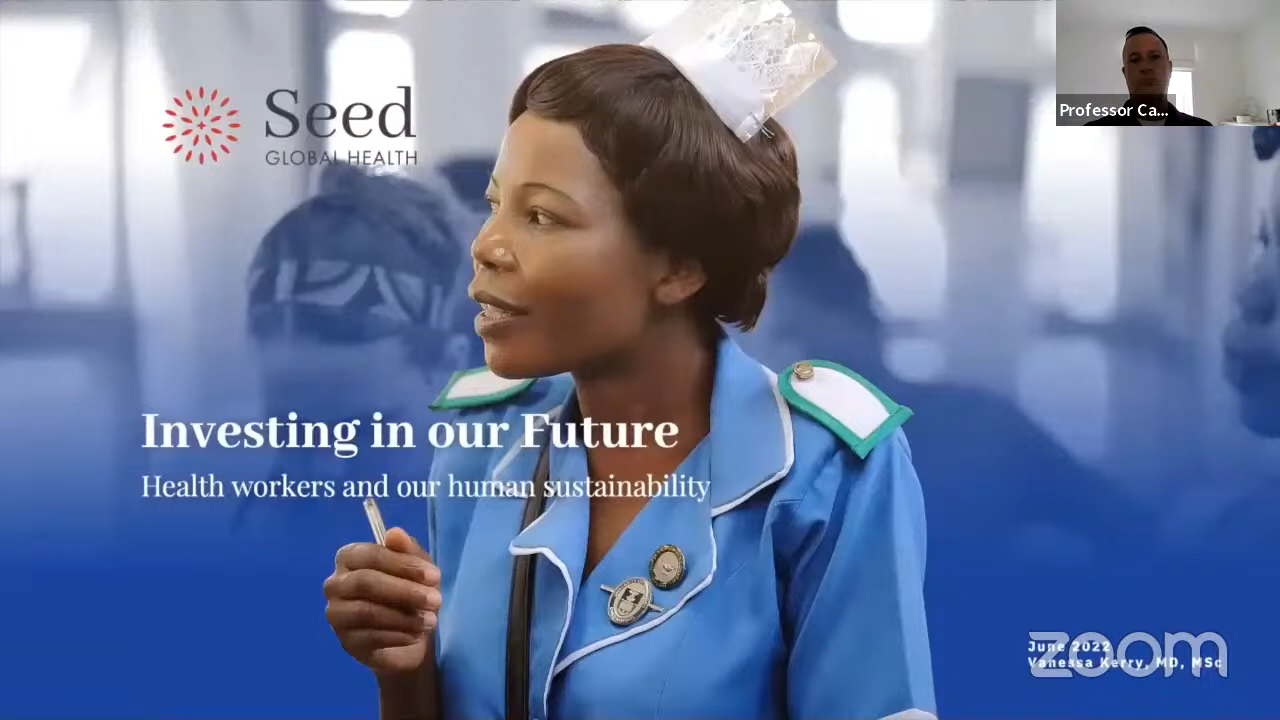 Seed
GLOBAL HEALTH
Professor Ca...
Investing in our Future
Health workers and our human sustainability
June 2022
Vanessa Kerry, MD, MSc
zoom